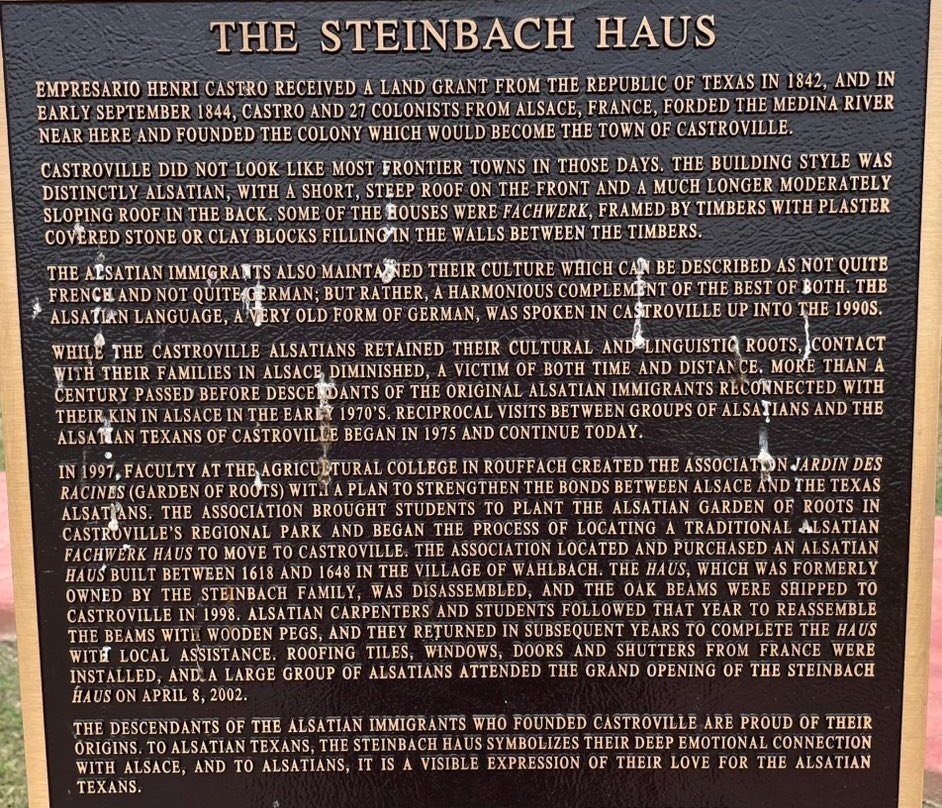 THE STEINBACH HAUS
EMPRESARIO HENRI CASTRO RECEIVED A LAND GRANT FROM THE REPUBLIC OF TEXAS IN 1842, AND IN
EARLY SEPTEMBER 1844, CASTRO AND 27 COLONISTS FROM ALSACE, FRANCE, FORDED THE MEDINA RIVER
NEAR HERE AND FOUNDED THE COLONY WHICH WOULD BECOME THE TOWN OF CASTROVILLE.
CASTROVILLE DID NOT LOOK LIKE MOST FRONTIER TOWNS IN THOSE DAYS. THE BUILDING STYLE WAS
DISTINCTLY ALSATIAN, WITH A SHORT, STEEP ROOF ON THE FRONT AND A MUCH LONGER MODERATELY
SLOPING ROOF IN THE BACK. SOME OF THE HOUSES WERE FACHWERK, FRAMED BY TIMBERS WITH PLASTER
COVERED STONE OR CLAY BLOCKS FILLING IN THE WALLS BETWEEN THE TIMBERS.
THE ALSATIAN IMMIGRANTS ALSO MAINTAINED THEIR CULTURE WHICH CAN BE DESCRIBED AS NOT QUITE
FRENCH AND NOT QUITE GERMAN; BUT RATHER, A HARMONIOUS COMPLEMENT OF THE BEST OF BOTH. THE
ALSATIAN LANGUAGE, A VERY OLD FORM OF GERMAN, WAS SPOKEN IN CASTROVILLE UP INTO THE 1990S.
WHILE THE CASTROVILLE ALSATIANS RETAINED THEIR CULTURAL AND LINGUISTIC ROOTS, CONTACT
WITH THEIR FAMILIES IN ALSACE DIMINISHED, A VICTIM OF BOTH TIME AND DISTANCE. MORE THAN A
CENTURY PASSED BEFORE DESCENDANTS OF THE ORIGINAL ALSATIAN IMMIGRANTS RECONNECTED WITH
THEIR KIN IN ALSACE IN THE EARLY 1970'S. RECIPROCAL VISITS BETWEEN GROUPS OF ALSATIANS AND THE
ALSATIAN TEXANS OF CASTROVILLE BEGAN IN 1975 AND CONTINUE TODAY.
IN 1997, FACULTY AT THE AGRICULTURAL COLLEGE IN ROUFFACH CREATED THE ASSOCIATION JARDIN DES
RACINES (GARDEN OF ROOTS) WITH A PLAN TO STRENGTHEN THE BONDS BETWEEN ALSACE AND THE TEXAS
ALSATIANS. THE ASSOCIATION BROUGHT STUDENTS TO PLANT THE ALSATIAN GARDEN OF ROOTS IN
CASTROVILLE'S REGIONAL PARK AND BEGAN THE PROCESS OF LOCATING A TRADITIONAL ALSATIAN
FACHWERK HAUS TO MOVE TO CASTROVILLE. THE ASSOCIATION LOCATED AND PURCHASED AN ALSATIAN
HAUS BUILT BETWEEN 1618 AND 1648 IN THE VILLAGE OF WAHLBACH. THE HAUS, WHICH WAS FORMERLY
OWNED BY THE STEINBACH FAMILY, WAS DISASSEMBLED, AND THE OAK BEAMS WERE SHIPPED TO
CASTROVILLE IN 1998. ALSATIAN CARPENTERS AND STUDENTS FOLLOWED THAT YEAR TO REASSEMBLE
THE BEAMS WITH WOODEN PEGS, AND THEY RETURNED IN SUBSEQUENT YEARS TO COMPLETE THE HAUS
WITH LOCAL ASSISTANCE. ROOFING TILES, WINDOWS, DOORS AND SHUTTERS FROM FRANCE WERE
INSTALLED, AND A LARGE GROUP OF ALSATIANS ATTENDED THE GRAND OPENING OF THE STEINBACH
HAUS ON APRIL 8, 2002.
THE DESCENDANTS OF THE ALSATIAN IMMIGRANTS WHO FOUNDED CASTROVILLE ARE PROUD OF THEIR
ORIGINS. TO ALSATIAN TEXANS, THE STEINBACH HAUS SYMBOLIZES THEIR DEEP EMOTIONAL CONNECTION
WITH ALSACE, AND TO ALSATIANS, IT IS A VISIBLE EXPRESSION OF THEIR LOVE FOR THE ALSATIAN
TEXANS.